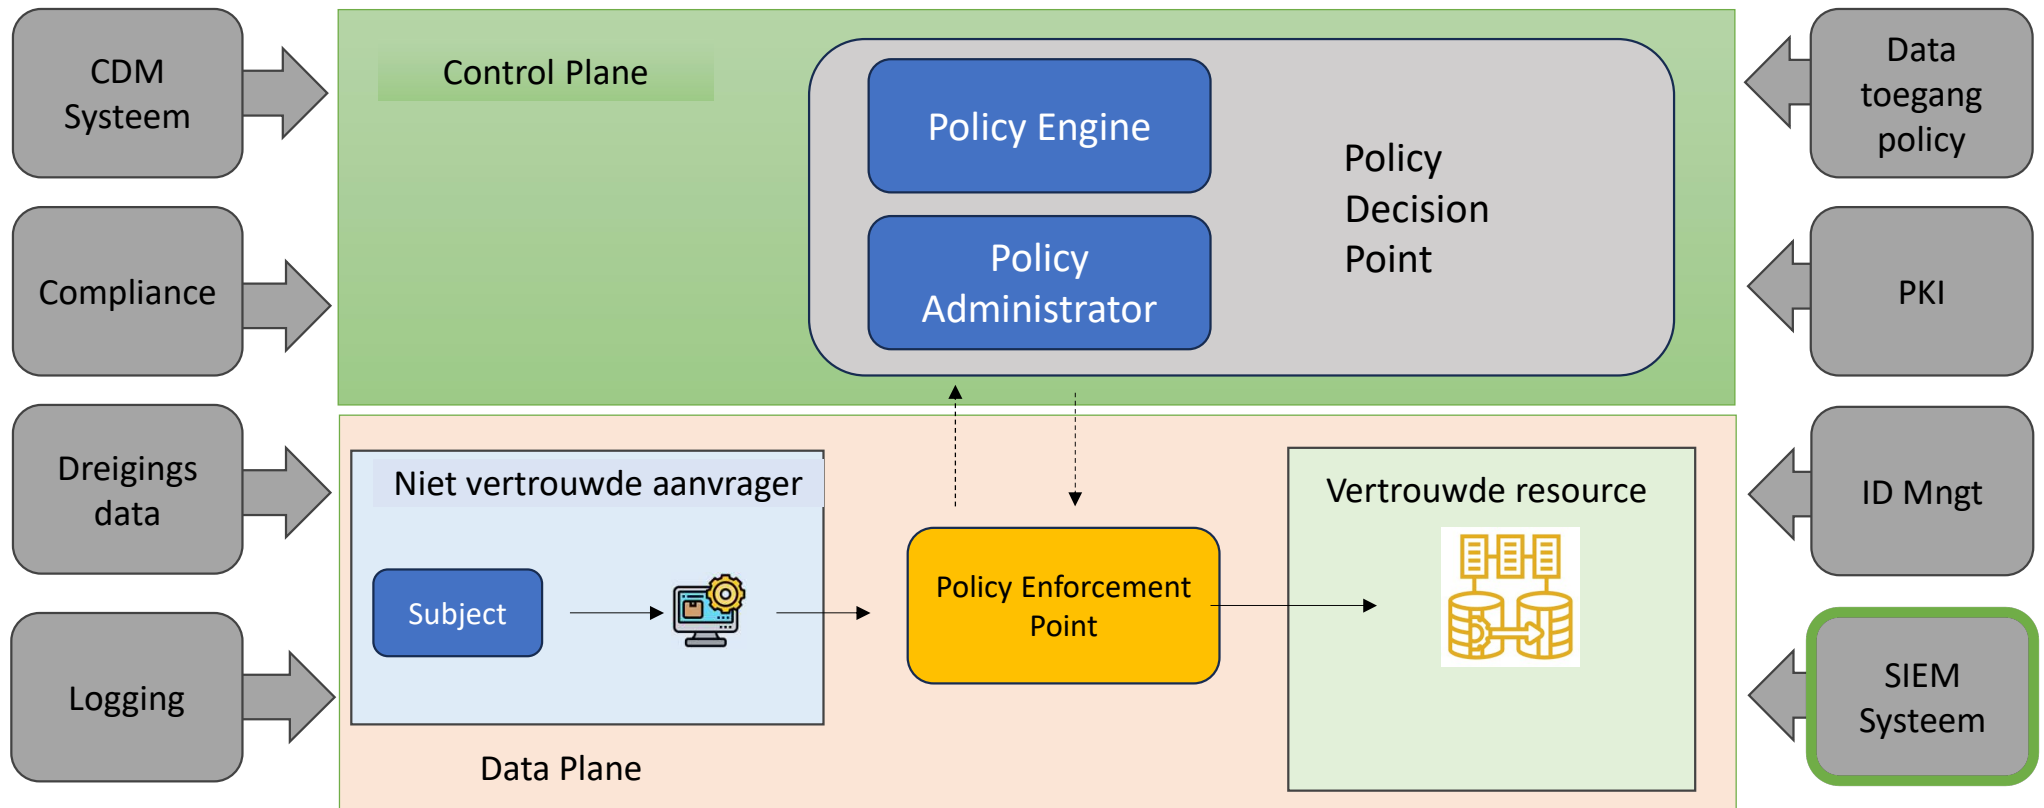 CDM
Systeem
Compliance
Dreigings
data
Logging
Control Plane
Policy Engine
Policy
Administrator
Policy
Decision
Point
Niet vertrouwde aanvrager
Subject
Policy Enforcement
Point
Vertrouwde resource
Data Plane
Data
toegang
policy
PKI
ID Mngt
SIEM
Systeem